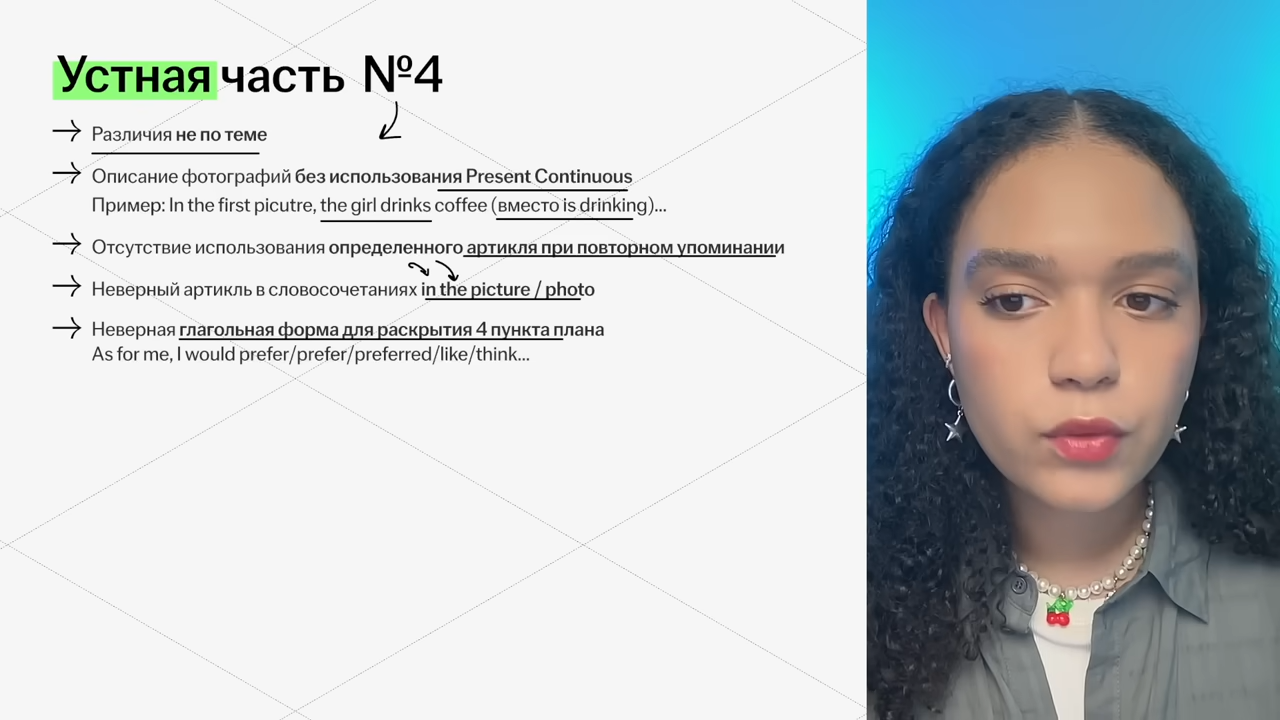 Устная часть №4
Различия не по теме
Описание фотографий без использования Present Continuous
Пример: In the first picutre, the girl drinks coffee (вместо is drinking)...
Отсутствие использования определенного артикля при повторном упоминании
Неверный артикль в словосочетаниях in the picture / photo
Неверная глагольная форма для раскрытия 4 пункта плана
As for me, I would prefer/prefer/preferred/like/think...